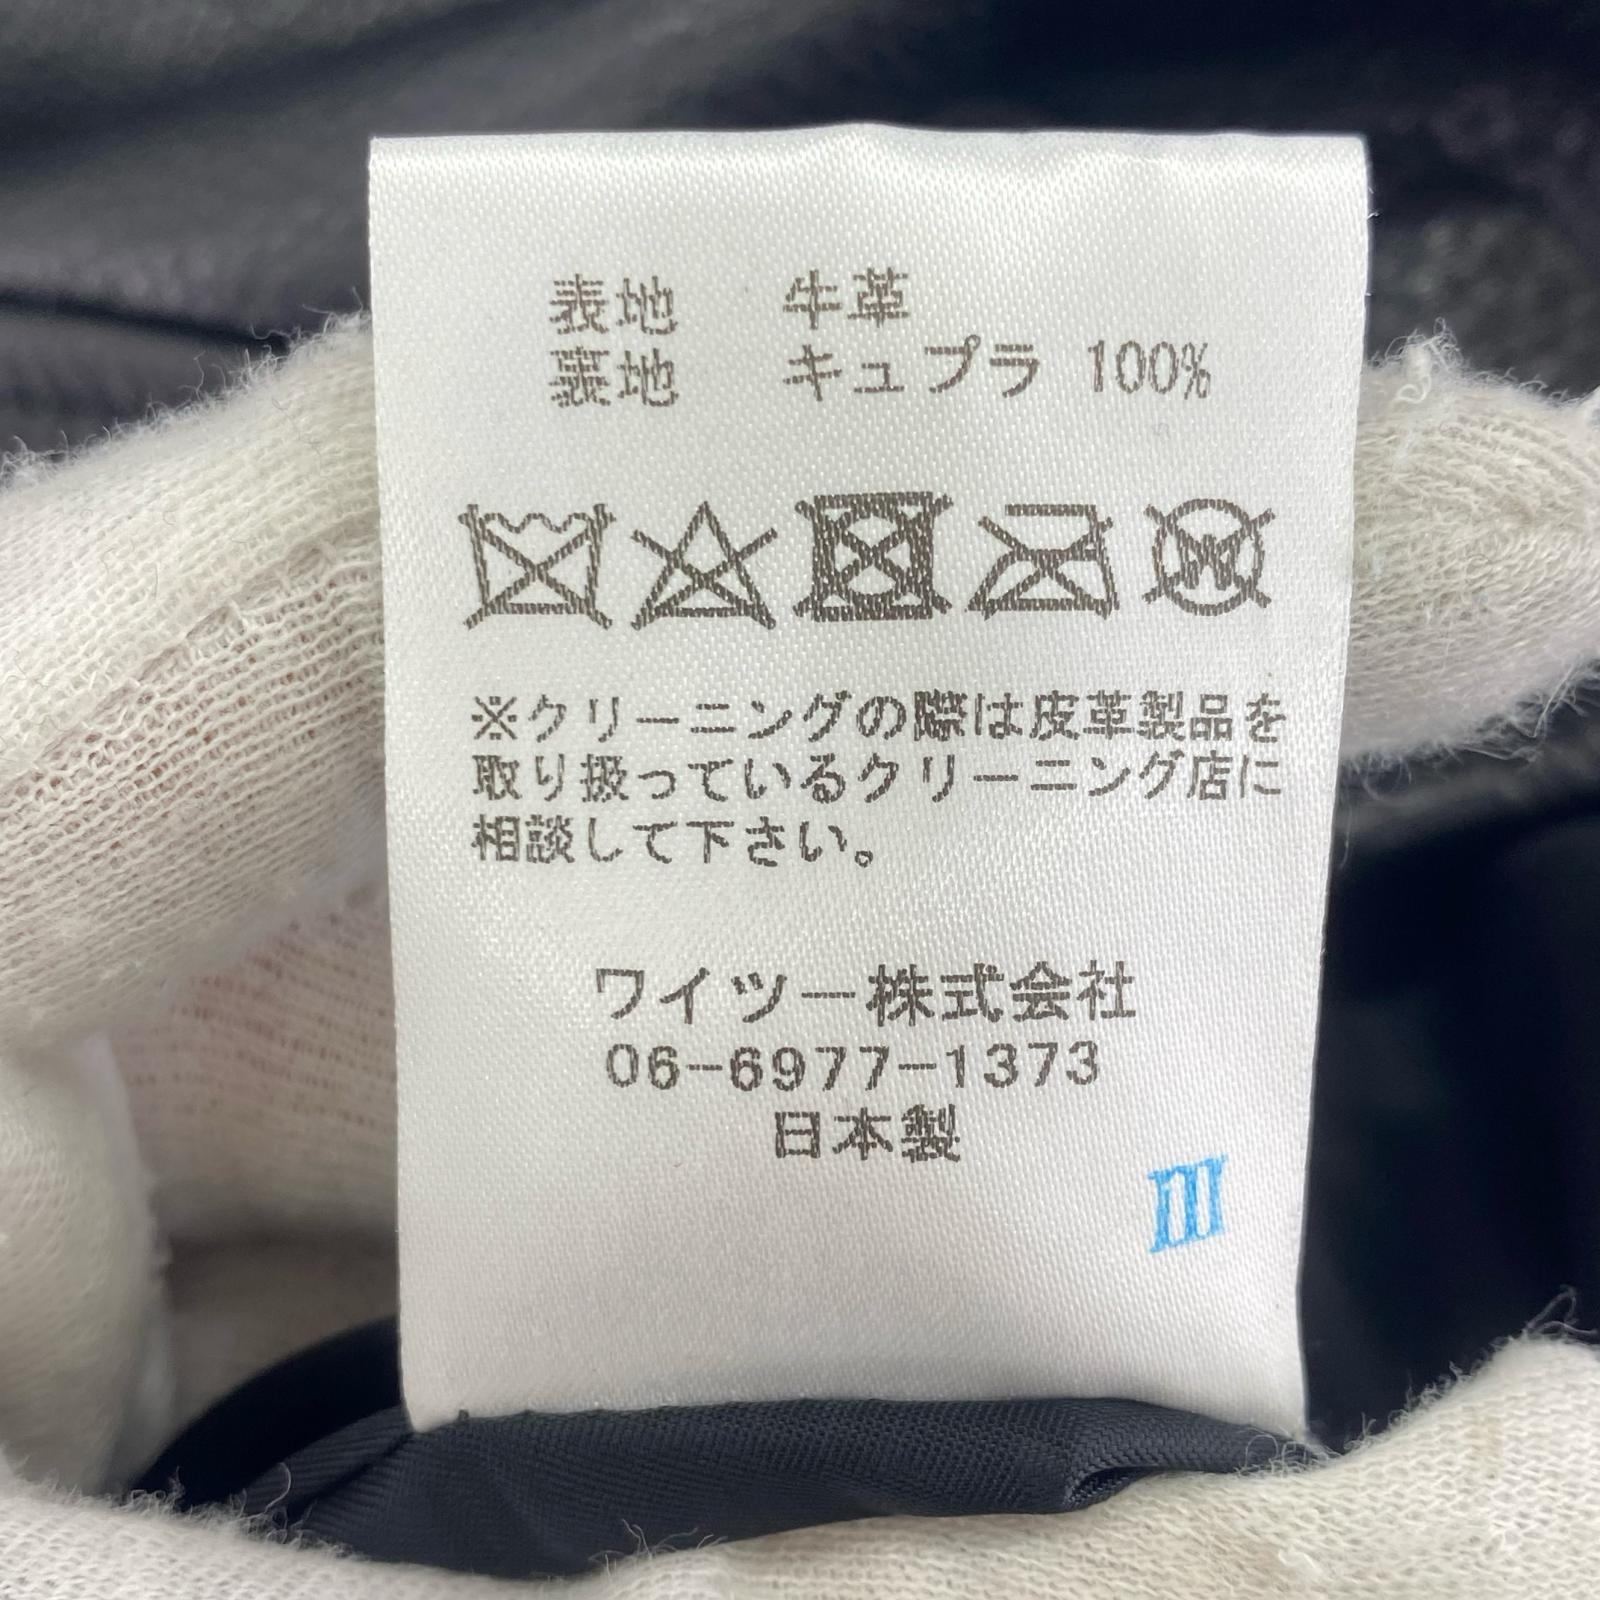 表地 牛革
裏地 キュプラ 100%
W
※クリーニングの際は皮革製品を
取り扱っているクリーニング店に
相談して下さい。
ワイツー株式会社
06-6977-1373
日本製
III